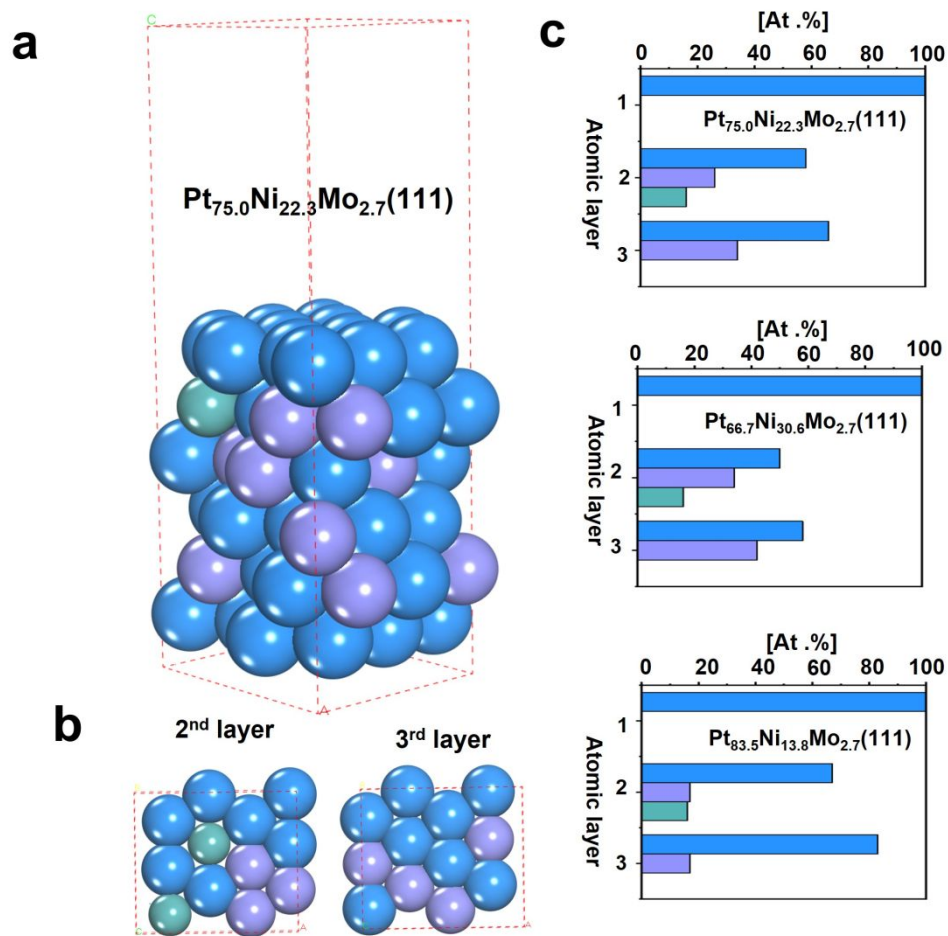 a
C
Pt75.0Ni22.3Mo2.7(111)
A
b
2nd layer
3rd layer
C
A
A
c
[At .%]
0 20 40 60 80 100
1
2
3
Atomic layer
Pt75.0Ni22.3Mo2.7(111)
[At .%]
0 20 40 60 80 100
1
2
3
Atomic layer
Pt66.7Ni30.6Mo2.7(111)
[At .%]
0 20 40 60 80 100
1
2
3
Atomic layer
Pt83.5Ni13.8Mo2.7(111)